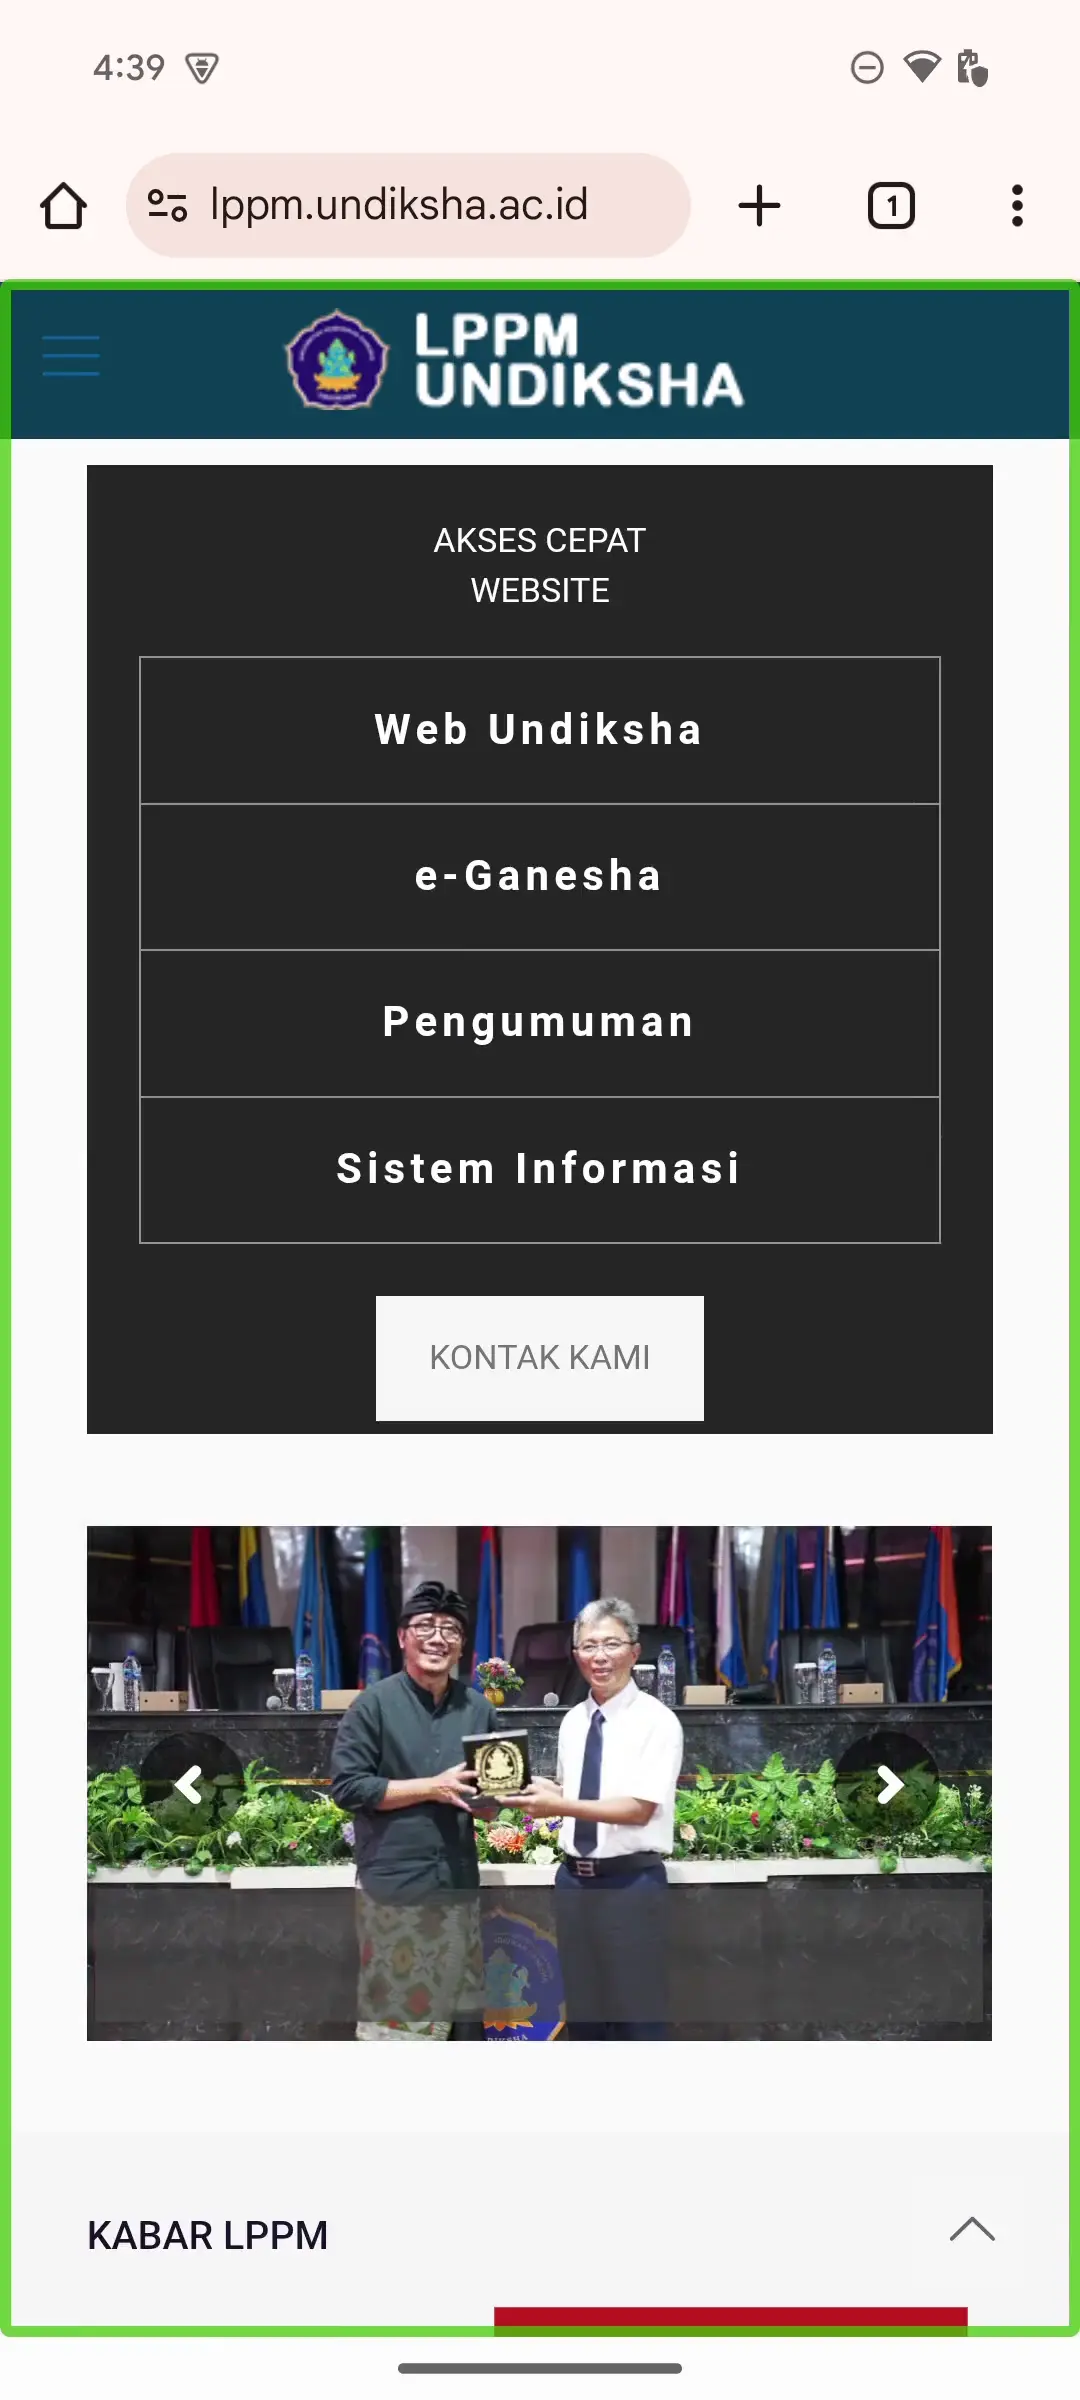 4:39
lppm.undiksha.ac.id
1
LPPM
UNDIKSHA
AKSES CEPAT
WEBSITE
Web Undiksha
e-Ganesha
Pengumuman
Sistem Informasi
KONTAK KAMI
KABAR LPPM